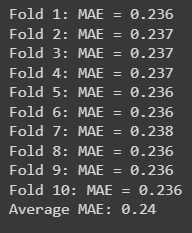 Fold 1: MAE = 0.236
Fold 2: MAE = 0.237
Fold 3: MAE = 0.237
Fold 4: MAE = 0.237
Fold 5: MAE = 0.236
Fold 6: MAE = 0.236
Fold 7: MAE = 0.238
Fold 8: MAE = 0.236
Fold 9: MAE = 0.236
Fold 10: MAE = 0.236
Average MAE: 0.24